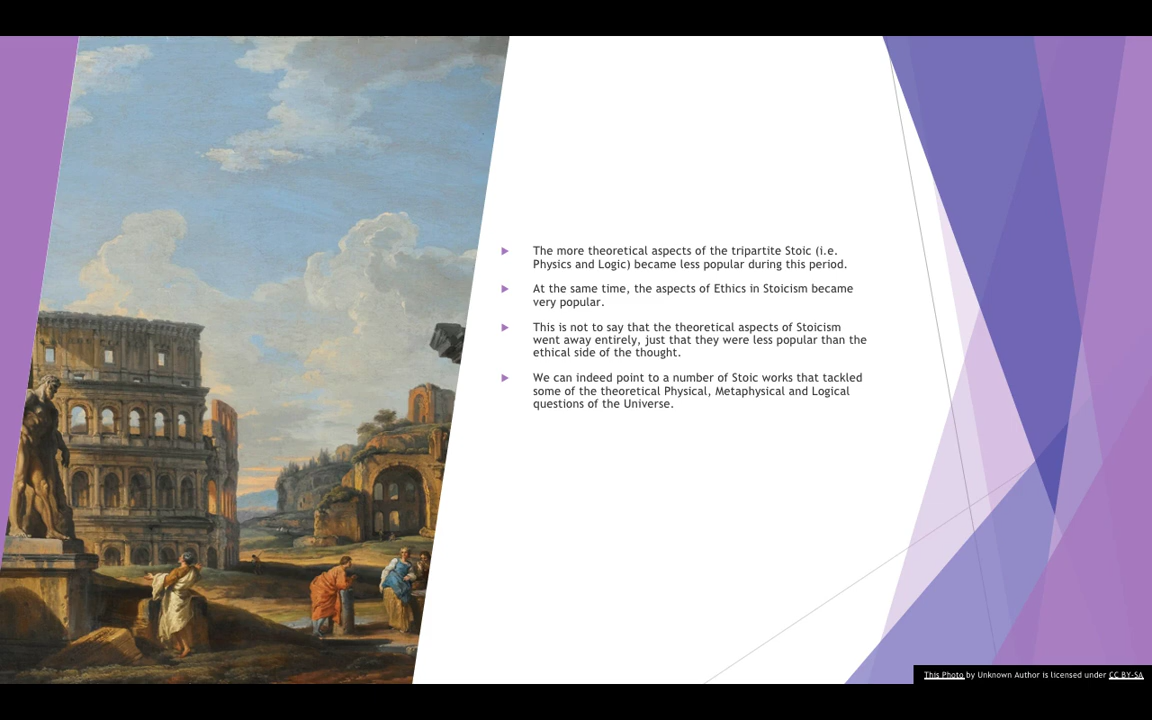 The more theoretical aspects of the tripartite Stoic (i.e.
Physics and Logic) became less popular during this period.
At the same time, the aspects of Ethics in Stoicism became
very popular.
This is not to say that the theoretical aspects of Stoicism
went away entirely, just that they were less popular than the
ethical side of the thought.
We can indeed point to a number of Stoic works that tackled
some of the theoretical Physical, Metaphysical and Logical
questions of the Universe.
This Photo by Unknown Author is licensed under CC BY-SA